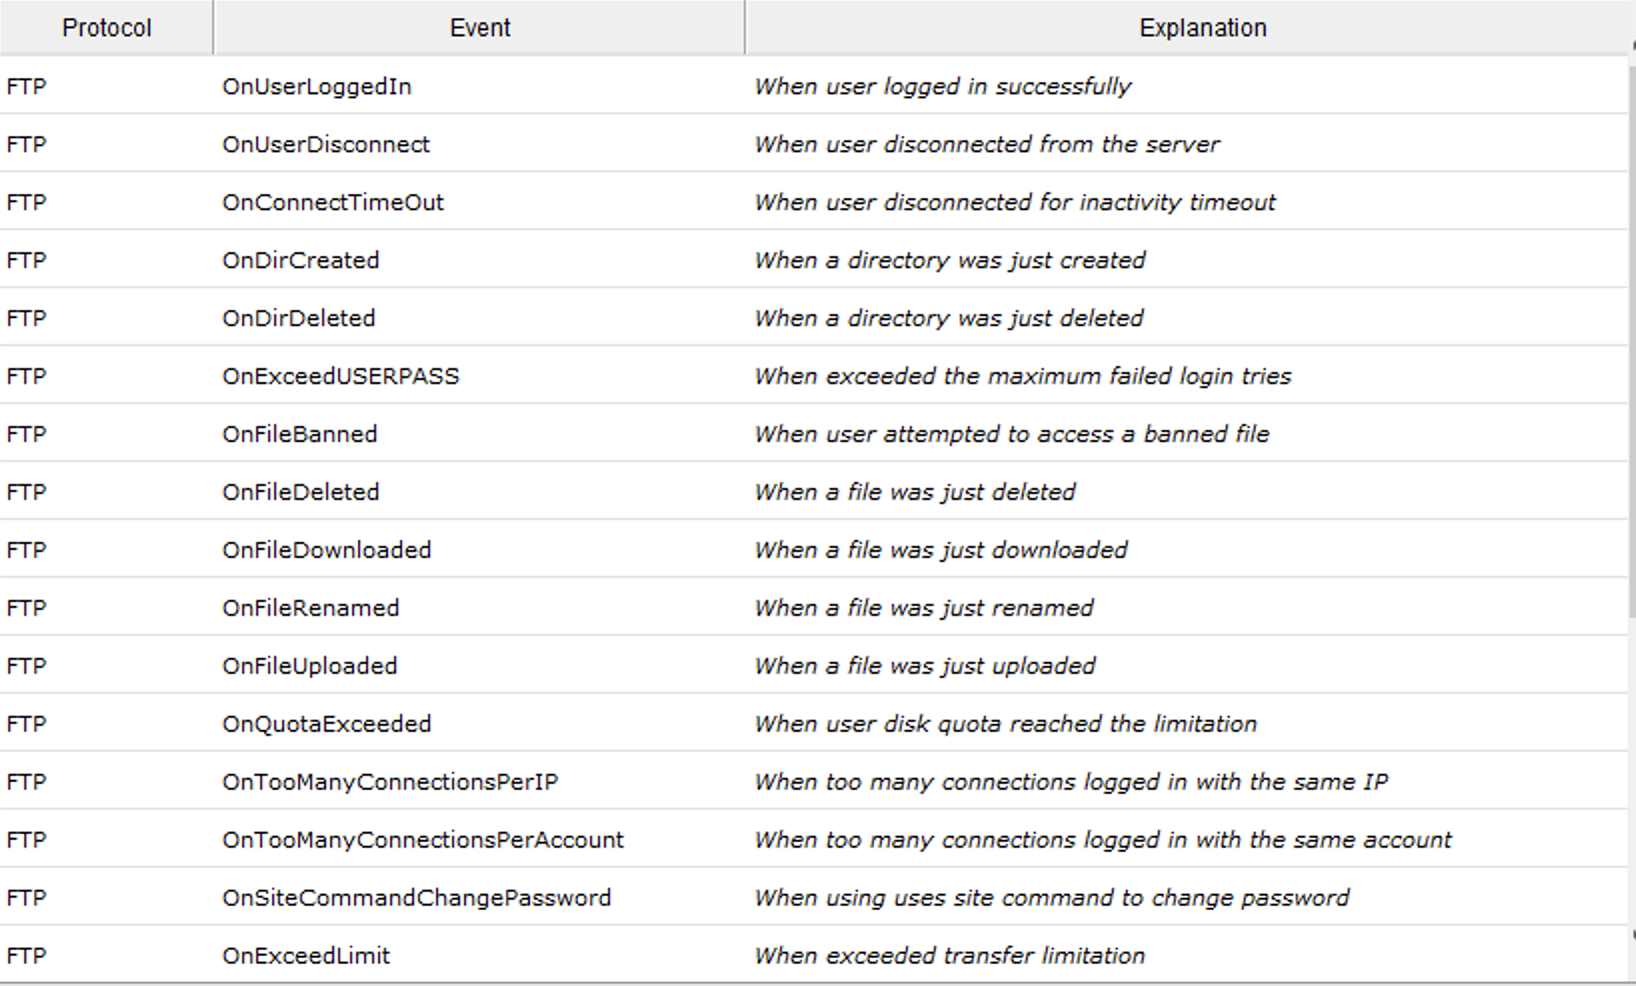 Protocol Event Explanation
FTP OnUserLoggedIn When user logged in successfully
FTP OnUserDisconnect When user disconnected from the server
FTP OnConnectTimeOut When user disconnected for inactivity timeout
FTP OnDirCreated When a directory was just created
FTP OnDirDeleted When a directory was just deleted
FTP OnExceedUSERPASS When exceeded the maximum failed login tries
FTP OnFileBanned When user attempted to access a banned file
FTP OnFileDeleted When a file was just deleted
FTP OnFileDownloaded When a file was just downloaded
FTP OnFileRenamed When a file was just renamed
FTP OnFileUploaded When a file was just uploaded
FTP OnQuotaExceeded When user disk quota reached the limitation
FTP OnTooManyConnectionsPerIP When too many connections logged in with the same IP
FTP OnTooManyConnectionsPerAccount When too many connections logged in with the same account
FTP OnSiteCommandChangePassword When using uses site command to change password
FTP OnExceedLimit When exceeded transfer limitation